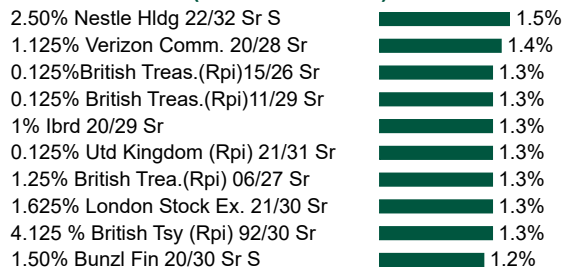 2.50% Nestle Hldg 22/32 Sr S 1.5%
1.125% Verizon Comm. 20/28 Sr 1.4%
0.125%British Treas.(Rpi)15/26 Sr 1.3%
0.125% British Treas.(Rpi)11/29 Sr 1.3%
1% Ibrd 20/29 Sr 1.3%
0.125% Utd Kingdom (Rpi) 21/31 Sr 1.3%
1.25% British Trea.(Rpi) 06/27 Sr 1.3%
1.625% London Stock Ex. 21/30 Sr 1.3%
4.125 % British Tsy (Rpi) 92/30 Sr 1.3%
1.50% Bunzl Fin 20/30 Sr S 1.2%